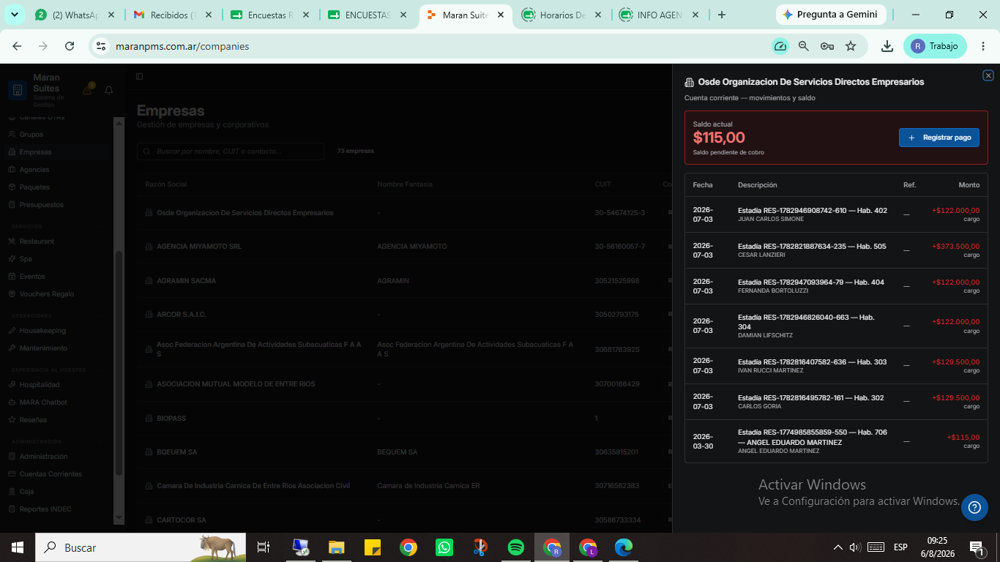 (2) WhatsAp
Recibidos (1
Encuestas R
ENCUESTAS
Maran Suite
Horarios De
INFO AGEN
Pregunta a Gemini
maranpms.com.ar/companies
R
Trabajo
Maran
Suites
Sistema de
Gestión
Canales OTAs
Grupos
Empresas
Agencias
Paquetes
Presupuestos
SERVICIOS
Restaurant
Spa
Eventos
Vouchers Regalo
OPERACIONES
Housekeeping
Mantenimiento
EXPERIENCIA AL HUÉSPED
Hospitalidad
MARA Chatbot
Reseñas
ADMINISTRACIÓN
Administración
Cuentas Corrientes
Caja
Reportes INDEC
Empresas
Gestión de empresas y corporativos
Buscar por nombre, CUIT o contacto...
73 empresas
Razón Social Nombre Fantasía CUIT Co
Osde Organizacion De Servicios Directos Empresarios - 30-54674125-3
AGENCIA MIYAMOTO SRL AGENCIA MIYAMOTO 30-56160057-7
AGRAMIN SACMA AGRAMIN 30521525998
ARCOR S.A.I.C. - 30502793175
Asoc Federacion Argentina De Actividades Subacuaticas F A A
S
Asoc Federacion Argentina De Actividades Subacuaticas F A
A S
30681763925
ASOCIACION MUTUAL MODELO DE ENTRE RIOS - 30700166429
BIOPASS - 1
BQEUEM SA BEQUEM SA 30635815201
Camara De Industria Carnica De Entre Rios Asociacion Civil Camara de Industria Carnica ER 30716562383
CARTOCOR SA - 30586733334
Osde Organizacion De Servicios Directos Empresarios
Cuenta corriente — movimientos y saldo
Saldo actual
$115,00
Saldo pendiente de cobro
+ Registrar pago
Fecha Descripción Ref. Monto
2026-
07-03
Estadía RES-1782946908742-610 — Hab. 402
JUAN CARLOS SIMONE
—
+$122.000,00
cargo
2026-
07-03
Estadía RES-1782821887634-235 — Hab. 505
CESAR LANZIERI
—
+$373.500,00
cargo
2026-
07-03
Estadía RES-1782947093964-79 — Hab. 404
FERNANDA BORTOLUZZI
—
+$122.000,00
cargo
2026-
07-03
Estadía RES-1782946826040-663 — Hab.
304
DAMIAN LIFSCHITZ
—
+$122.000,00
cargo
2026-
07-03
Estadía RES-1782816407582-636 — Hab. 303
IVAN RUCCI MARTINEZ
—
+$129.500,00
cargo
2026-
07-03
Estadía RES-1782816495782-161 — Hab. 302
CARLOS GORIA
—
+$129.500,00
cargo
2026-
03-30
Estadía RES-1774985855859-550 — Hab. 706
— ANGEL EDUARDO MARTINEZ
ANGEL EDUARDO MARTINEZ
—
+$115,00
cargo
Activar Windows
Ve a Configuración para activar Windows.
Buscar
R
L
ESP
09:25
6/8/2026
1